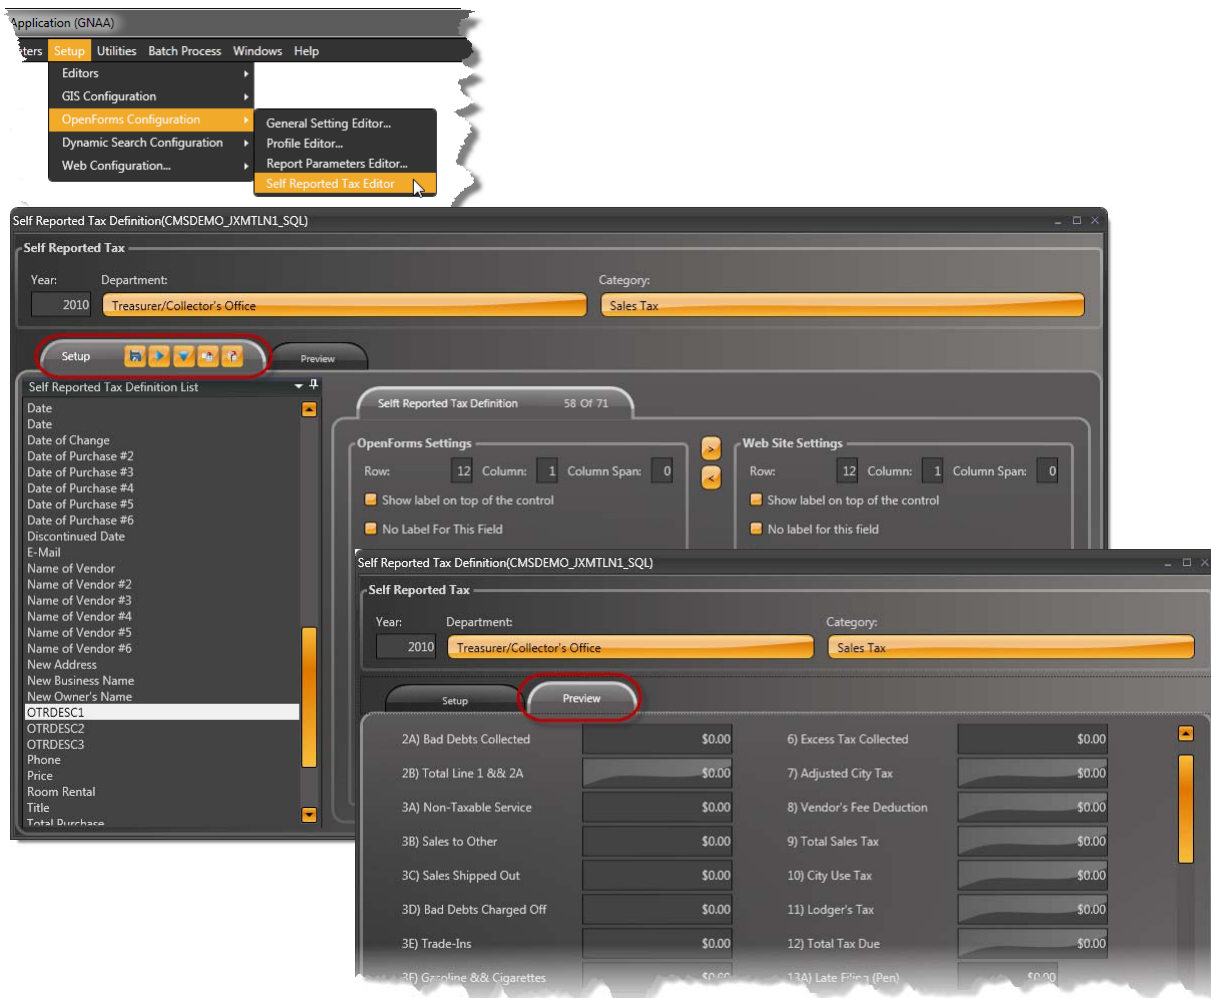 Application (GNAA)
ters Setup Utilities Batch Process Windows Help
Editors
GIS Configuration
OpenForms Configuration
Dynamic Search Configuration
Web Configuration...
General Setting Editor...
Profile Editor...
Report Parameters Editor...
Self Reported Tax Editor
Self Reported Tax Definition(CMSDEMO_JXMTLN1_SQL)
Self Reported Tax
Year: Department: Category:
2010 Treasurer/Collector's Office Sales Tax
Setup Preview
Self Reported Tax Definition List
Date
Date
Date of Change
Date of Purchase #2
Date of Purchase #3
Date of Purchase #4
Date of Purchase #5
Date of Purchase #6
Discontinued Date
E-Mail
Name of Vendor
Name of Vendor #2
Name of Vendor #3
Name of Vendor #4
Name of Vendor #5
Name of Vendor #6
New Address
New Business Name
New Owner's Name
OTRDESC1
OTRDESC2
OTRDESC3
Phone
Price
Room Rental
Title
Total Purchase
Selft Reported Tax Definition 58 Of 71
OpenForms Settings
Row: 12 Column: 1 Column Span: 0
Show label on top of the control
No Label For This Field
>
<
Web Site Settings
Row: 12 Column: 1 Column Span: 0
Show label on top of the control
No label for this field
Self Reported Tax Definition(CMSDEMO_JXMTLN1_SQL)
Self Reported Tax
Year: Department: Category:
2010 Treasurer/Collector's Office Sales Tax
Setup Preview
2A) Bad Debts Collected $0.00 6) Excess Tax Collected $0.00
2B) Total Line 1 && 2A $0.00 7) Adjusted City Tax $0.00
3A) Non-Taxable Service $0.00 8) Vendor's Fee Deduction $0.00
3B) Sales to Other $0.00 9) Total Sales Tax $0.00
3C) Sales Shipped Out $0.00 10) City Use Tax $0.00
3D) Bad Debts Charged Off $0.00 11) Lodger's Tax $0.00
3E) Trade-Ins $0.00 12) Total Tax Due $0.00
3F) Gasoline && Cigarettes $0.00 13A) Late Filing (Pen) $0.00